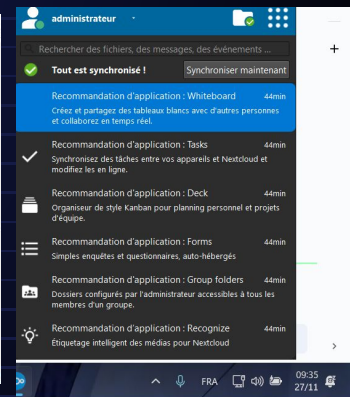 administrateur
Rechercher des fichiers, des messages, des événements ...
Tout est synchronisé !
Synchroniser maintenant
Recommandation d'application : Whiteboard 44min
Créez et partagez des tableaux blancs avec d'autres personnes
et collaborez en temps réel.
Recommandation d'application : Tasks 44min
Synchronisez des tâches entre vos appareils et Nextcloud et
modifiez les en ligne.
Recommandation d'application : Deck 44min
Organiseur de style Kanban pour planning personnel et projets
d'équipe.
Recommandation d'application : Forms 44min
Simples enquêtes et questionnaires, auto-hébergés
Recommandation d'application : Group folders 44min
Dossiers configurés par l'administrateur accessibles à tous les
membres d'un groupe.
Recommandation d'application : Recognize 44min
Étiquetage intelligent des médias pour Nextcloud
FRA
09:35
27/11